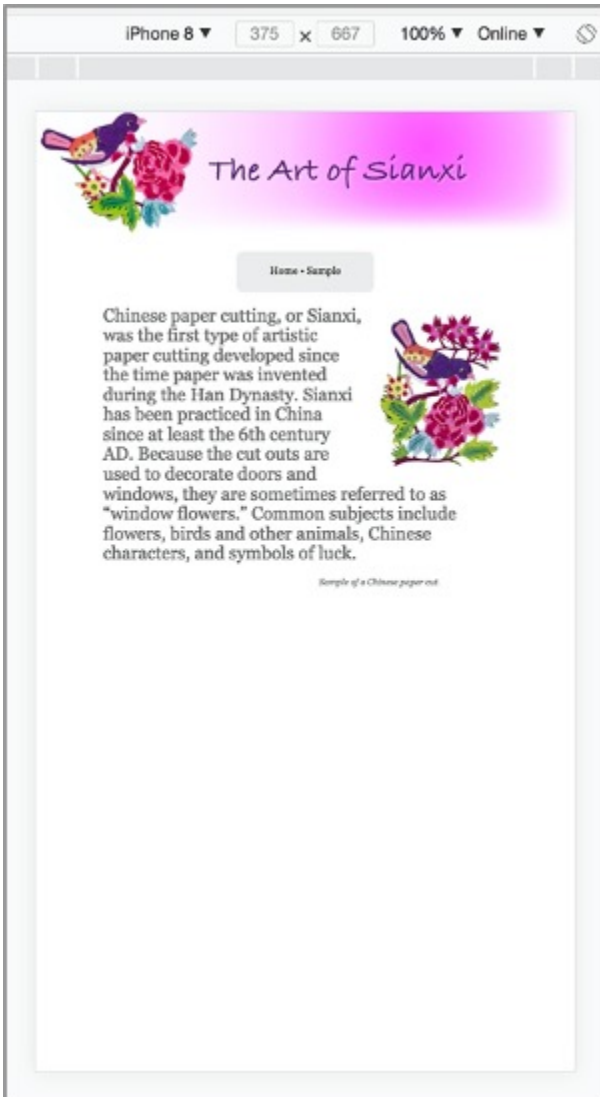 iPhone 8 ▼ 375 x 667 100% ▼ Online ▼
The Art of Sianxi
Home • Sample
Chinese paper cutting, or Sianxi,
was the first type of artistic
paper cutting developed since
the time paper was invented
during the Han Dynasty. Sianxi
has been practiced in China
since at least the 6th century
AD. Because the cut outs are
used to decorate doors and
windows, they are sometimes referred to as
“window flowers.” Common subjects include
flowers, birds and other animals, Chinese
characters, and symbols of luck.
Sample of a Chinese paper cut